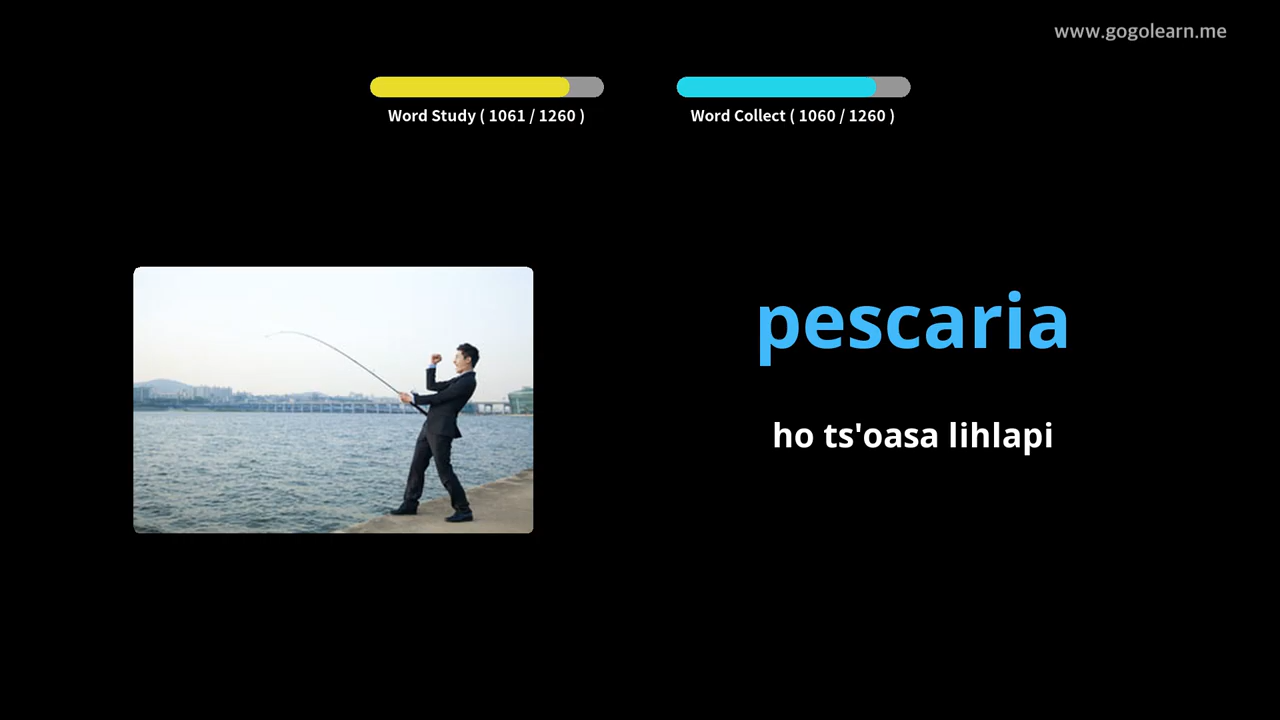 www.gogolearn.me
Word Study ( 1061 / 1260 )
Word Collect ( 1060 / 1260 )
pescaria
ho ts'oasa lihlapi